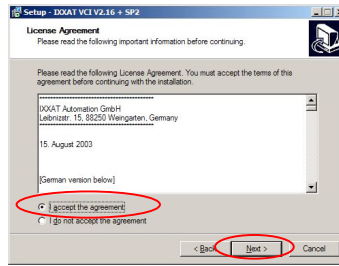 Setup - IXXAT VCI V2.16 + SP2
License Agreement
Please read the following important information before continuing.
Please read the following License Agreement. You must accept the terms of this
agreement before continuing with the installation.
****************************************
IXXAT Automation GmbH
Leibnizstr. 15, 88250 Weingarten, Germany
****************************************
15. August 2003
[German version below]
I accept the agreement
I do not accept the agreement
< Back
Next >
Cancel